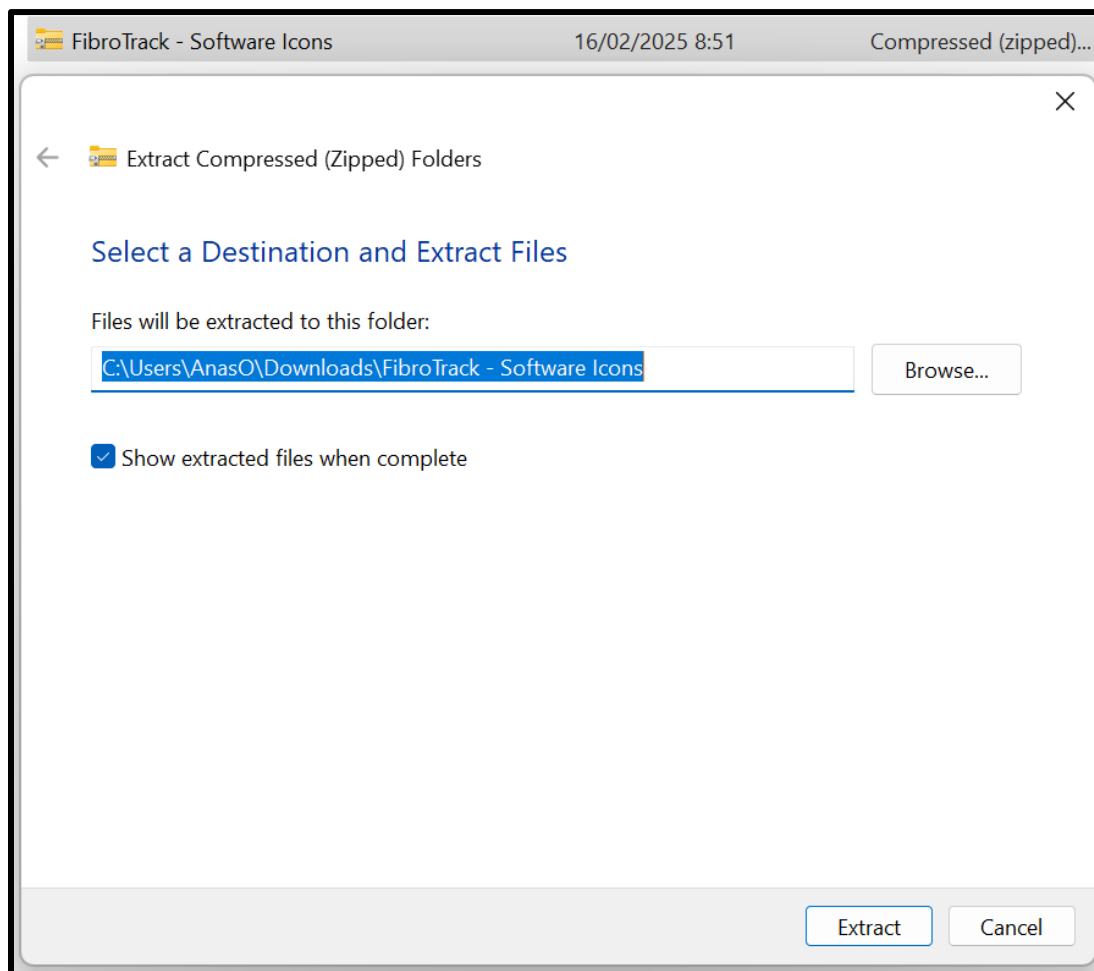 FibroTrack - Software Icons 16/02/2025 8:51 Compressed (zipped)...
Extract Compressed (Zipped) Folders
Select a Destination and Extract Files
Files will be extracted to this folder:
C:\Users\AnasO\Downloads\FibroTrack - Software Icons Browse...
Show extracted files when complete
Extract Cancel